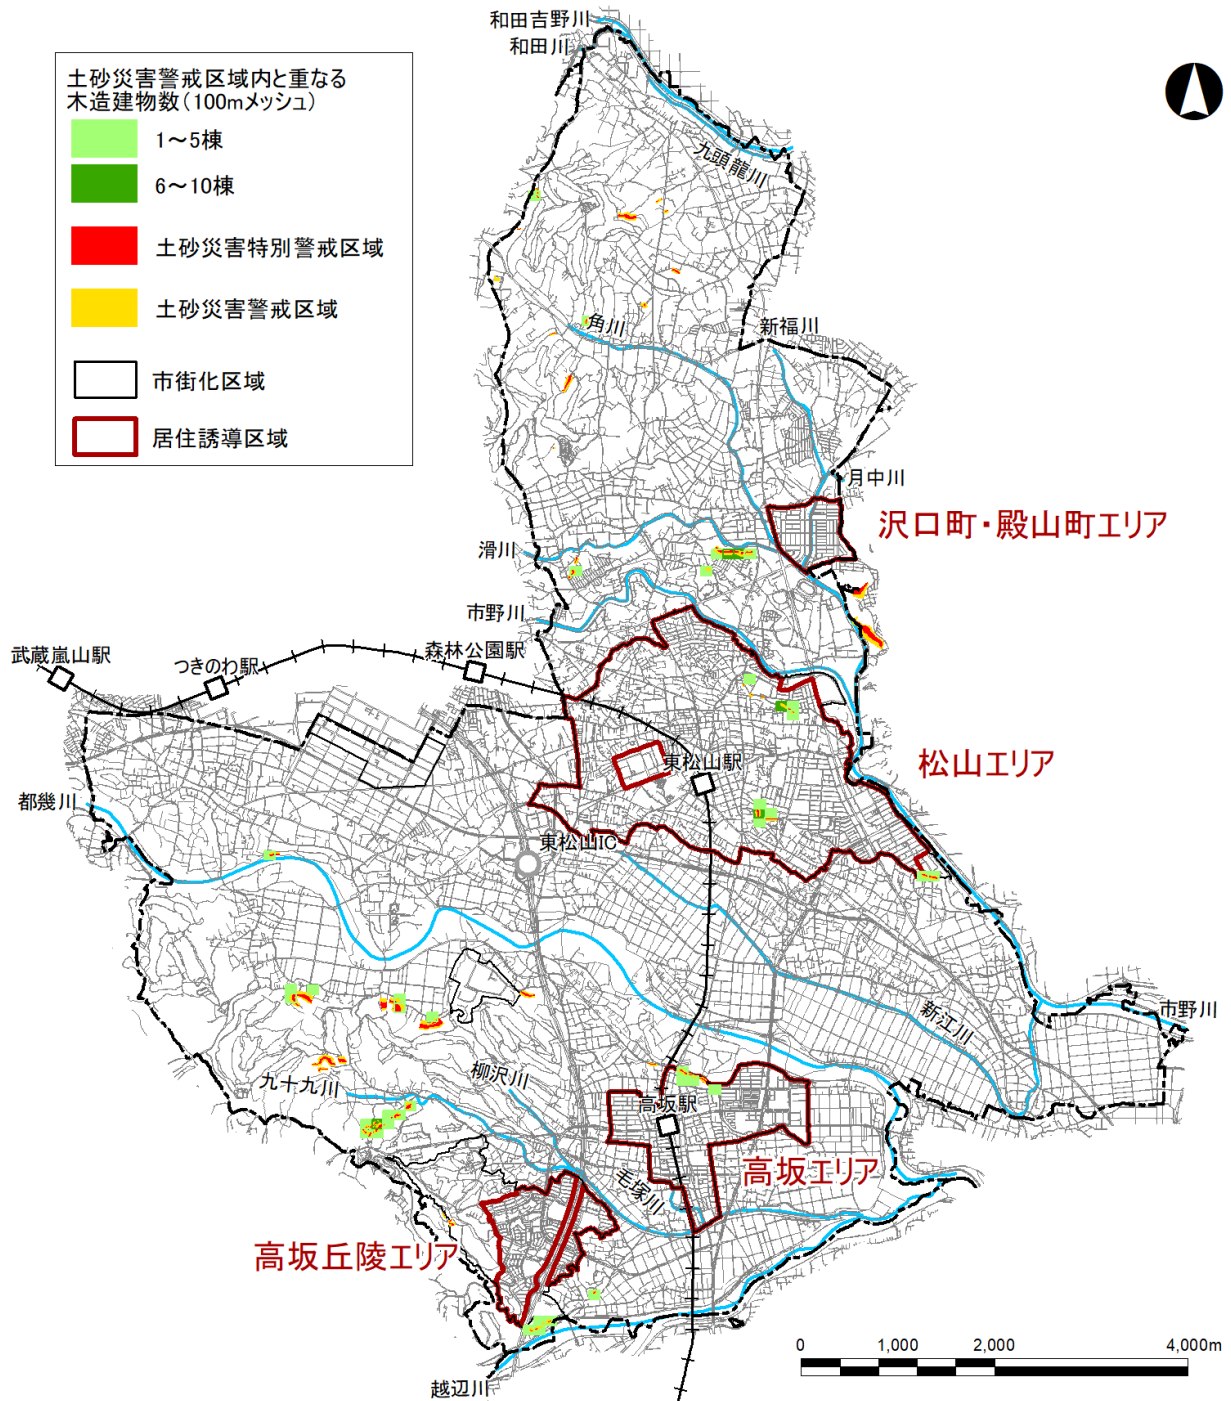 和田吉野川
和田川
土砂災害警戒区域内と重なる
木造建物数(100mメッシュ)
1～5棟
6～10棟
土砂災害特別警戒区域
土砂災害警戒区域
市街化区域
居住誘導区域
九頭龍川
角川
新福川
月中川
沢口町・殿山町エリア
滑川
市野川
武蔵嵐山駅
つきのわ駅
森林公園駅
東松山駅
松山エリア
都幾川
東松山IC
新江川
市野川
九十九川
柳沢川
高坂駅
高坂エリア
毛塚川
高坂丘陵エリア
越辺川
0 1,000 2,000 4,000m